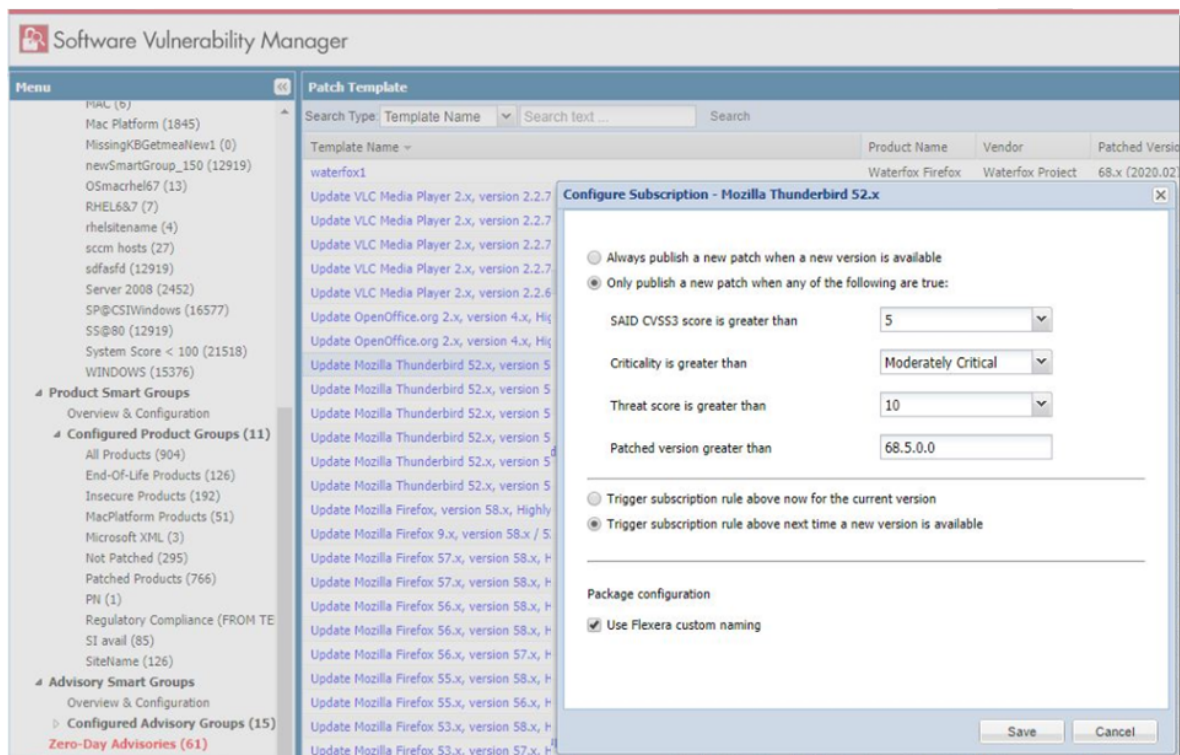 Software Vulnerability Manager
Menu
MAC (6)
Mac Platform (1845)
MissingKBGetmeaNew1 (0)
newSmartGroup_150 (12919)
OSmacrhel67 (13)
RHEL6&7 (7)
rhelsitename (4)
sccm hosts (27)
sdfasfd (12919)
Server 2008 (2452)
SP@CSIWindows (16577)
SS@80 (12919)
System Score < 100 (21518)
WINDOWS (15376)
Product Smart Groups
Overview & Configuration
Configured Product Groups (11)
All Products (904)
End-Of-Life Products (126)
Insecure Products (192)
MacPlatform Products (51)
Microsoft XML (3)
Not Patched (295)
Patched Products (766)
PN (1)
Regulatory Compliance (FROM TE
SI avail (85)
SiteName (126)
Advisory Smart Groups
Overview & Configuration
Configured Advisory Groups (15)
Zero-Day Advisories (61)
Patch Template
Search Type: Template Name Search text ... Search
Template Name Product Name Vendor Patched Versio
waterfox1 Waterfox Firefox Waterfox Project 68.x (2020.02)
Update VLC Media Player 2.x, version 2.2.7
Update VLC Media Player 2.x, version 2.2.7
Update VLC Media Player 2.x, version 2.2.7
Update VLC Media Player 2.x, version 2.2.7
Update VLC Media Player 2.x, version 2.2.6
Update OpenOffice.org 2.x, version 4.x, Hig
Update OpenOffice.org 2.x, version 4.x, Hig
Update Mozilla Thunderbird 52.x, version 5
Update Mozilla Thunderbird 52.x, version 5
Update Mozilla Thunderbird 52.x, version 5
Update Mozilla Thunderbird 52.x, version 5
Update Mozilla Thunderbird 52.x, version 5
Update Mozilla Thunderbird 52.x, version 5
Update Mozilla Firefox, version 58.x, Highly
Update Mozilla Firefox 9.x, version 58.x / 5
Update Mozilla Firefox 57.x, version 58.x, H
Update Mozilla Firefox 57.x, version 58.x, H
Update Mozilla Firefox 56.x, version 58.x, H
Update Mozilla Firefox 56.x, version 58.x, H
Update Mozilla Firefox 56.x, version 57.x, H
Update Mozilla Firefox 55.x, version 58.x, H
Update Mozilla Firefox 55.x, version 56.x, H
Update Mozilla Firefox 53.x, version 58.x, H
Update Mozilla Firefox 53.x, version 57.x, H
Configure Subscription - Mozilla Thunderbird 52.x
Always publish a new patch when a new version is available
Only publish a new patch when any of the following are true:
SAID CVSS3 score is greater than 5
Criticality is greater than Moderately Critical
Threat score is greater than 10
Patched version greater than 68.5.0.0
Trigger subscription rule above now for the current version
Trigger subscription rule above next time a new version is available
Package configuration
Use Flexera custom naming
Save Cancel